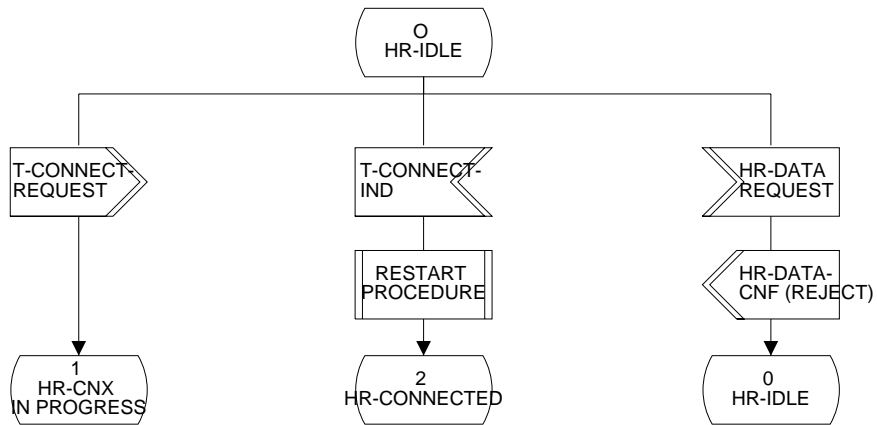 O
HR-IDLE
T-CONNECT-
REQUEST
T-CONNECT-
IND
HR-DATA
REQUEST
RESTART
PROCEDURE
HR-DATA-
CNF (REJECT)
1
HR-CNX
IN PROGRESS
2
HR-CONNECTED
0
HR-IDLE